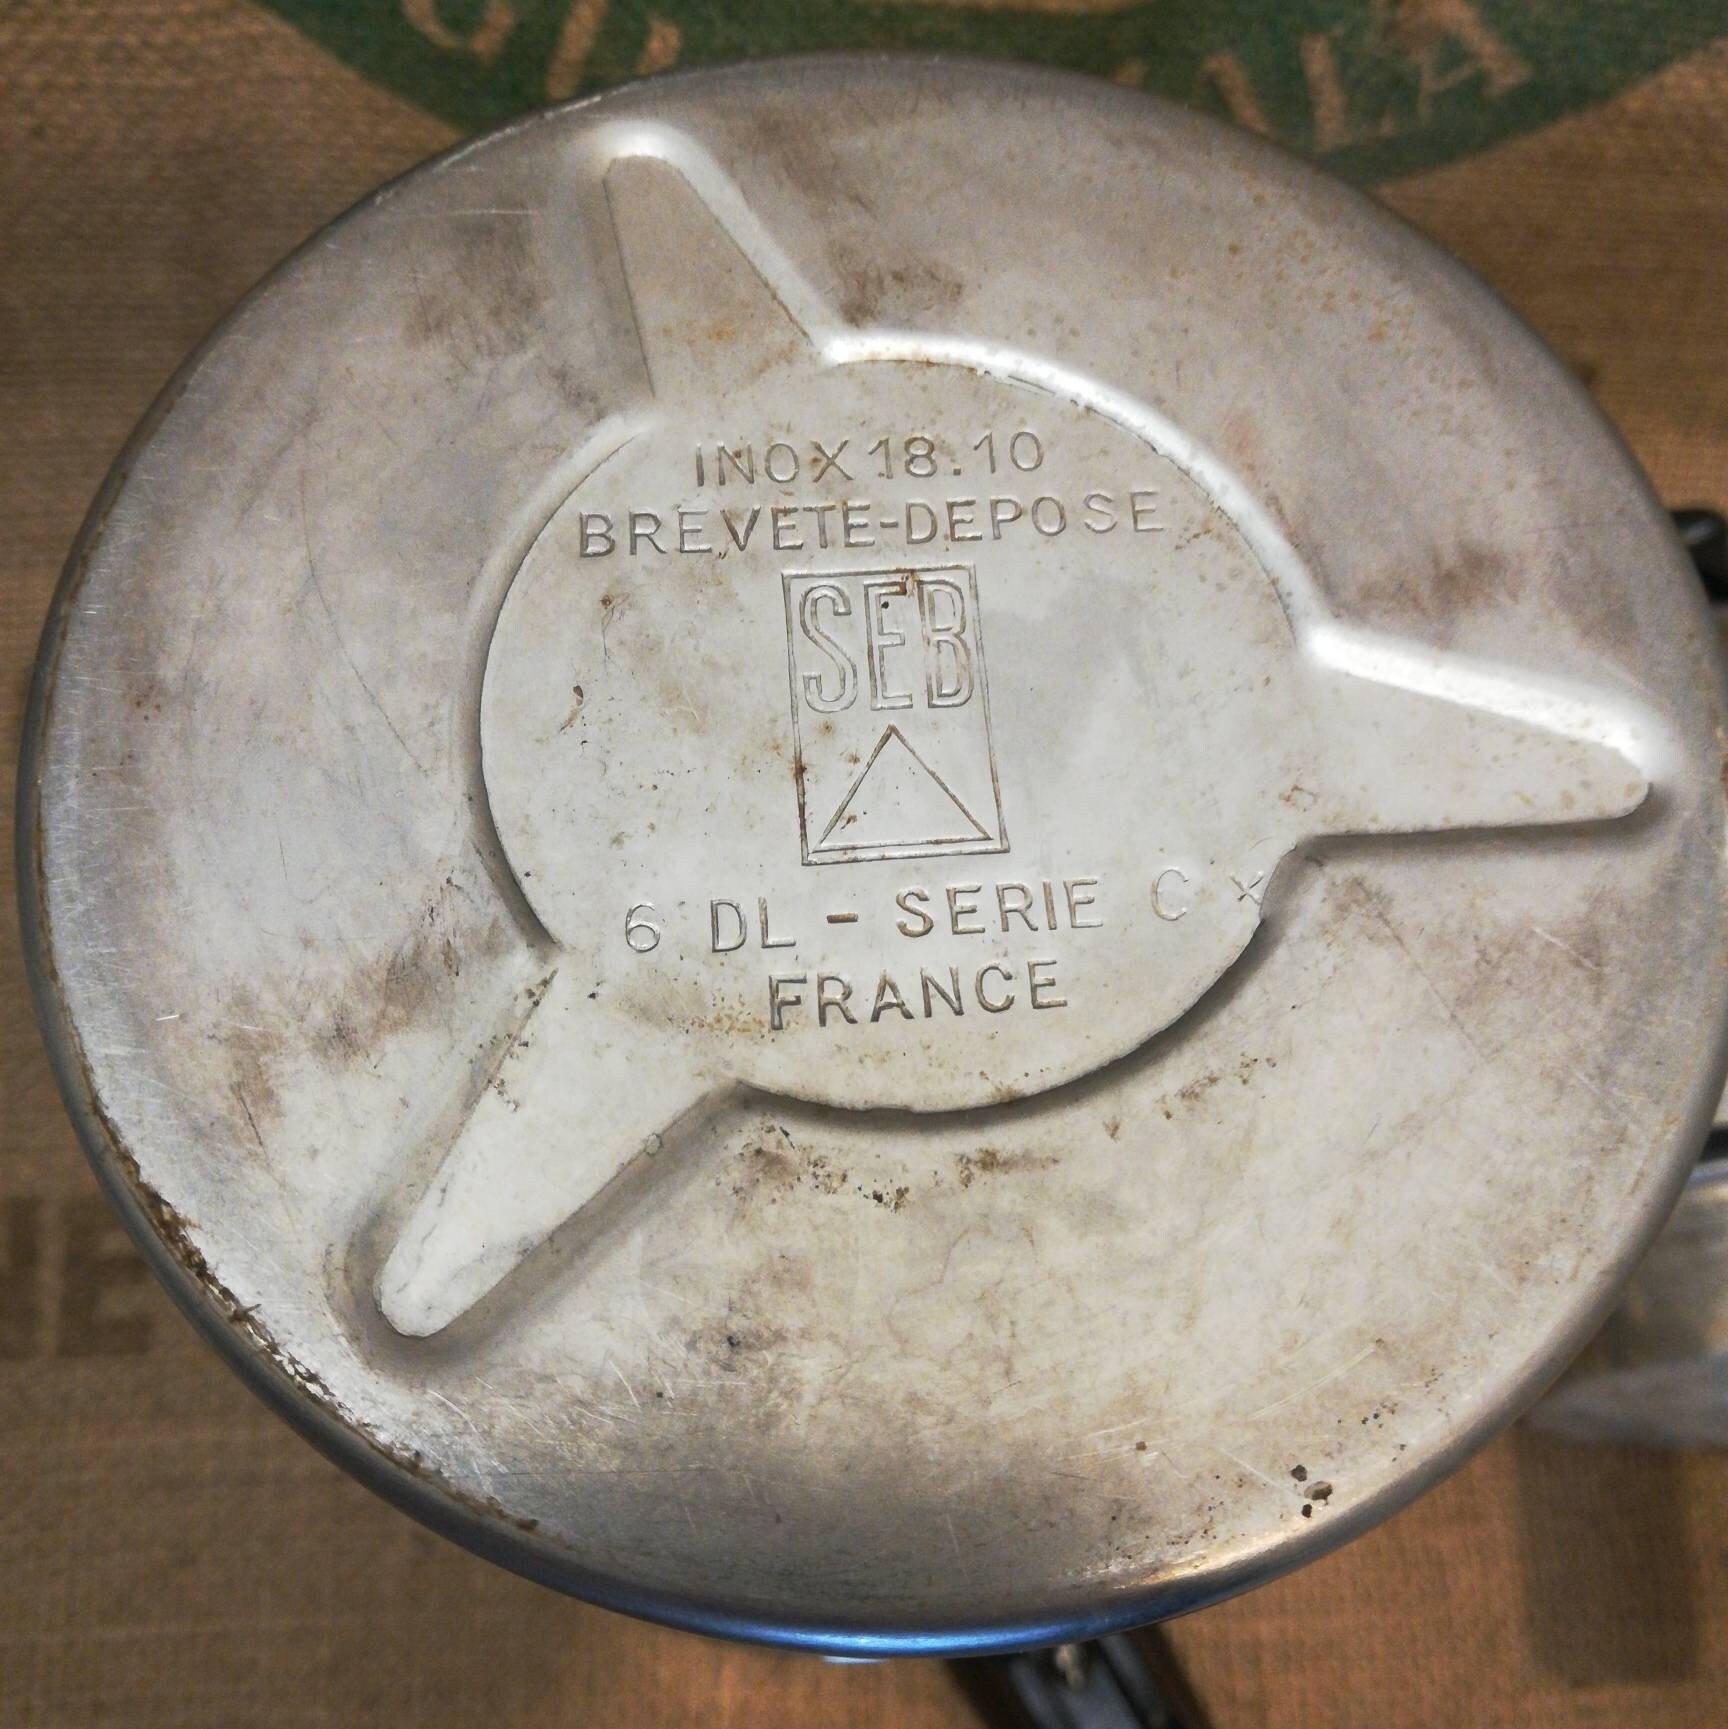 INOX 18.10
BREVETE-DEPOSE
SEB
6 DL - SERIE C x
FRANCE